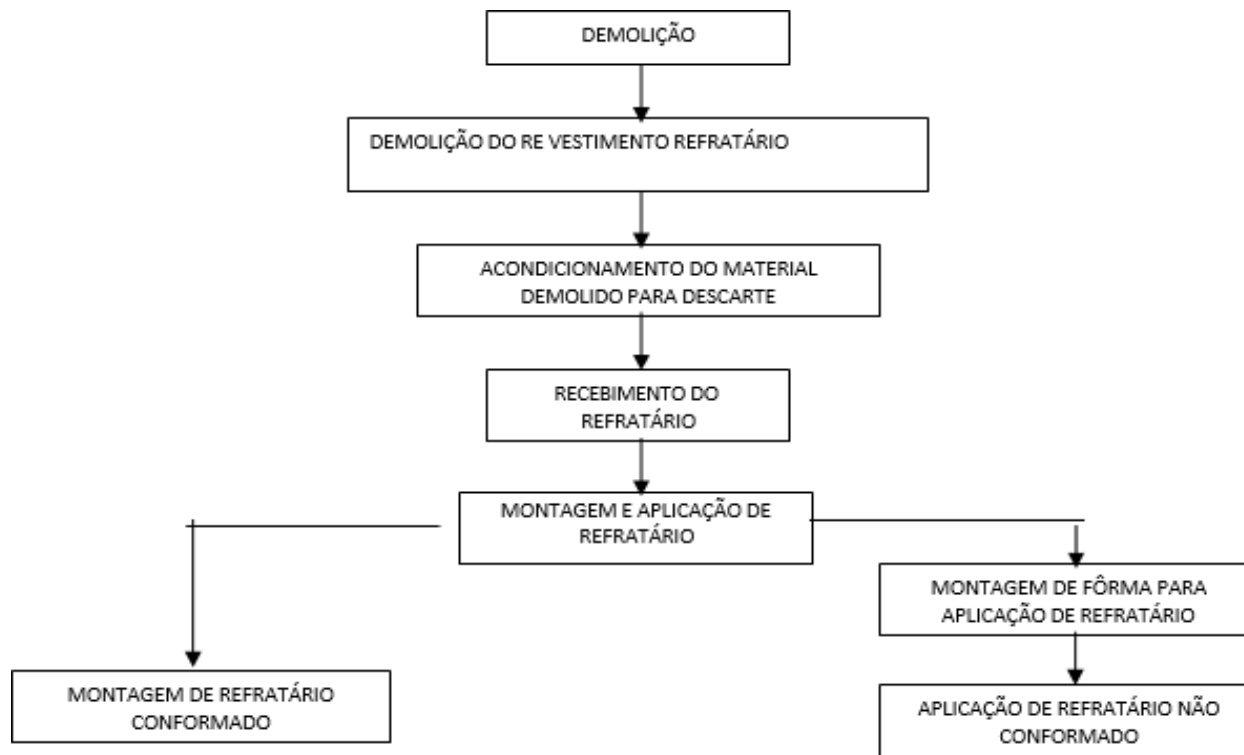 DEMOLIÇÃO
DEMOLIÇÃO DO RE VESTIMENTO REFRATÁRIO
ACONDICIONAMENTO DO MATERIAL
DEMOLIDO PARA DESCARTE
RECEBIMENTO DO
REFRATÁRIO
MONTAGEM E APLICAÇÃO DE
REFRATÁRIO
MONTAGEM DE FÔRMA PARA
APLICAÇÃO DE REFRATÁRIO
MONTAGEM DE REFRATÁRIO
CONFORMADO
APLICAÇÃO DE REFRATÁRIO NÃO
CONFORMADO